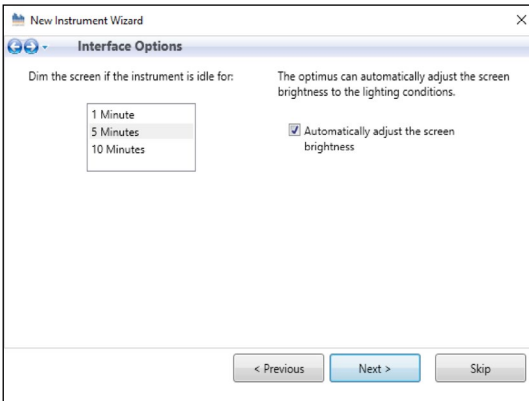 New Instrument Wizard
Interface Options
Dim the screen if the instrument is idle for:
1 Minute
5 Minutes
10 Minutes
The optimus can automatically adjust the screen
brightness to the lighting conditions.
Automatically adjust the screen
brightness
< Previous
Next >
Skip